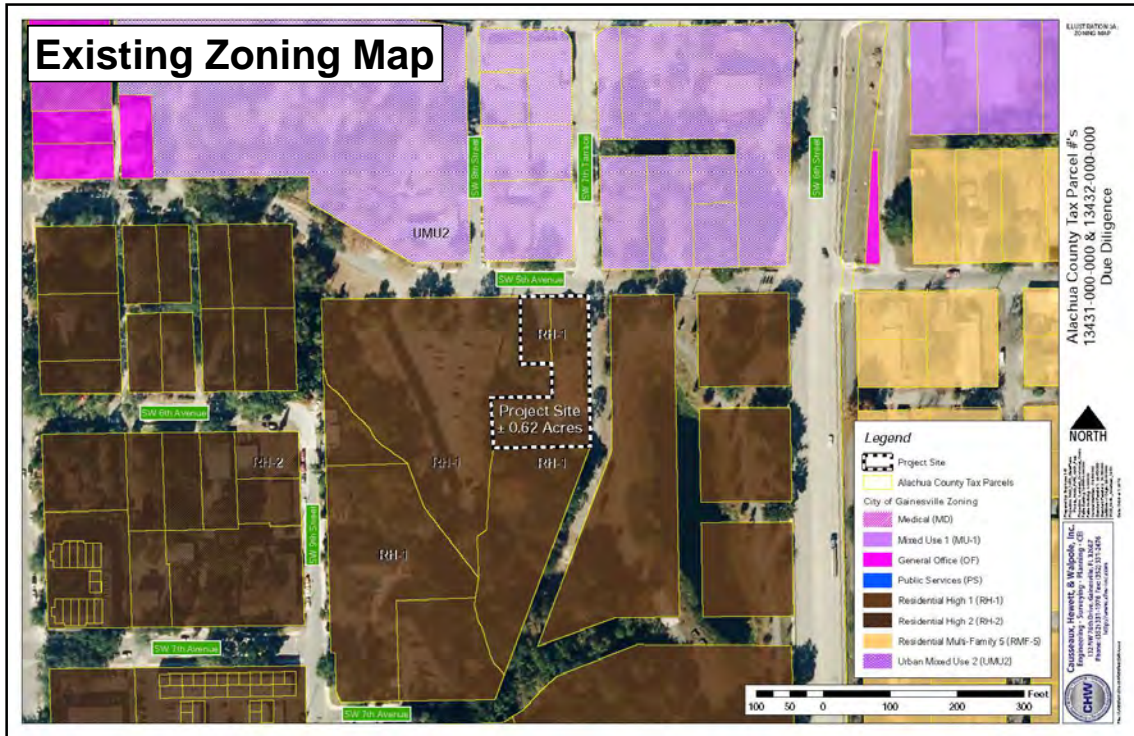 Existing Zoning Map
ILLUSTRATION 3A:
ZONING MAP
Alachua County Tax Parcel #'s
13431-000-000 & 13432-000-000
Due Diligence
SW 9th Street
SW 7th Terrace
SW 6th Street
UMU2
SW 5th Avenue
RH-1
Project Site
± 0.62 Acres
SW 6th Avenue
RH-2
RH-1
RH-1
SW 9th Street
RH-1
SW 7th Avenue
SW 7th Avenue
NORTH
Legend
Project Site
Alachua County Tax Parcels
City of Gainesville Zoning
Medical (MD)
Mixed Use 1 (MU-1)
General Office (OF)
Public Services (PS)
Residential High 1 (RH-1)
Residential High 2 (RH-2)
Residential Multi-Family 5 (RMF-5)
Urban Mixed Use 2 (UMU2)
Feet
100 50 0 100 200 300
Causseaux, Hewett, & Walpole, Inc.
Engineering - Surveying - Planning - CEI
CHW